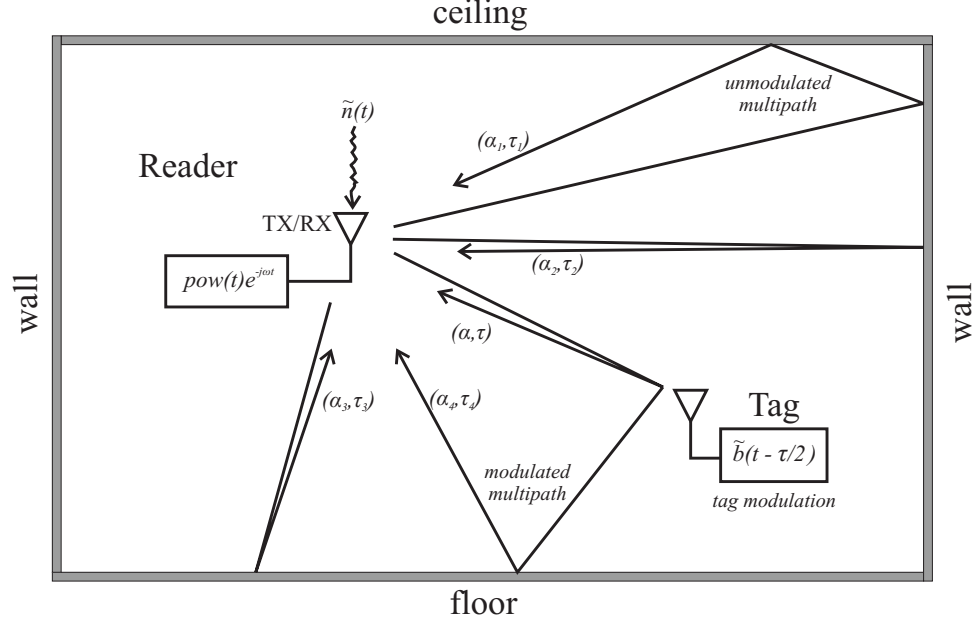 ceiling
unmodulated
multipath
ñ(t)
(α₁,τ₁)
Reader
TX/RX
(α₂,τ₂)
pow(t)e^-jωt
wall
wall
(α,τ)
(α₃,τ₃)
(α₄,τ₄)
Tag
b̃(t - τ/2)
modulated
multipath
tag modulation
floor